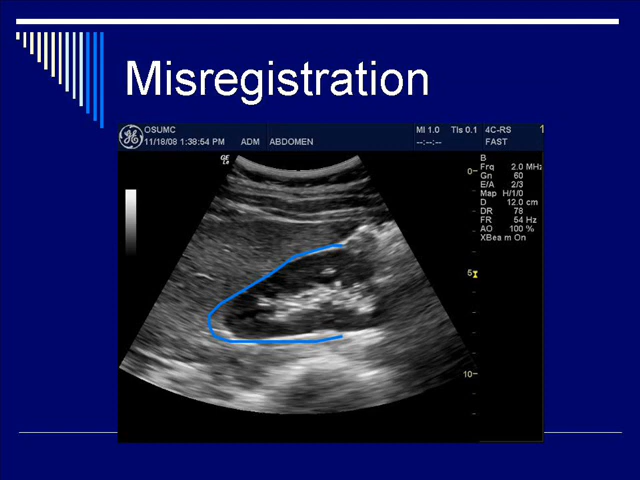 Misregistration
OSUMC
11/18/08 1:38:54 PM ADM ABDOMEN
MI 1.0 TIs 0.1 4C-RS 1
--:--:-- FAST
B
Frq 2.0 MHz
Gn 60
E/A 2/3
Map H/1/0
D 12.0 cm
DR 78
FR 54 Hz
AO 100 %
XBeam On
0
5
10